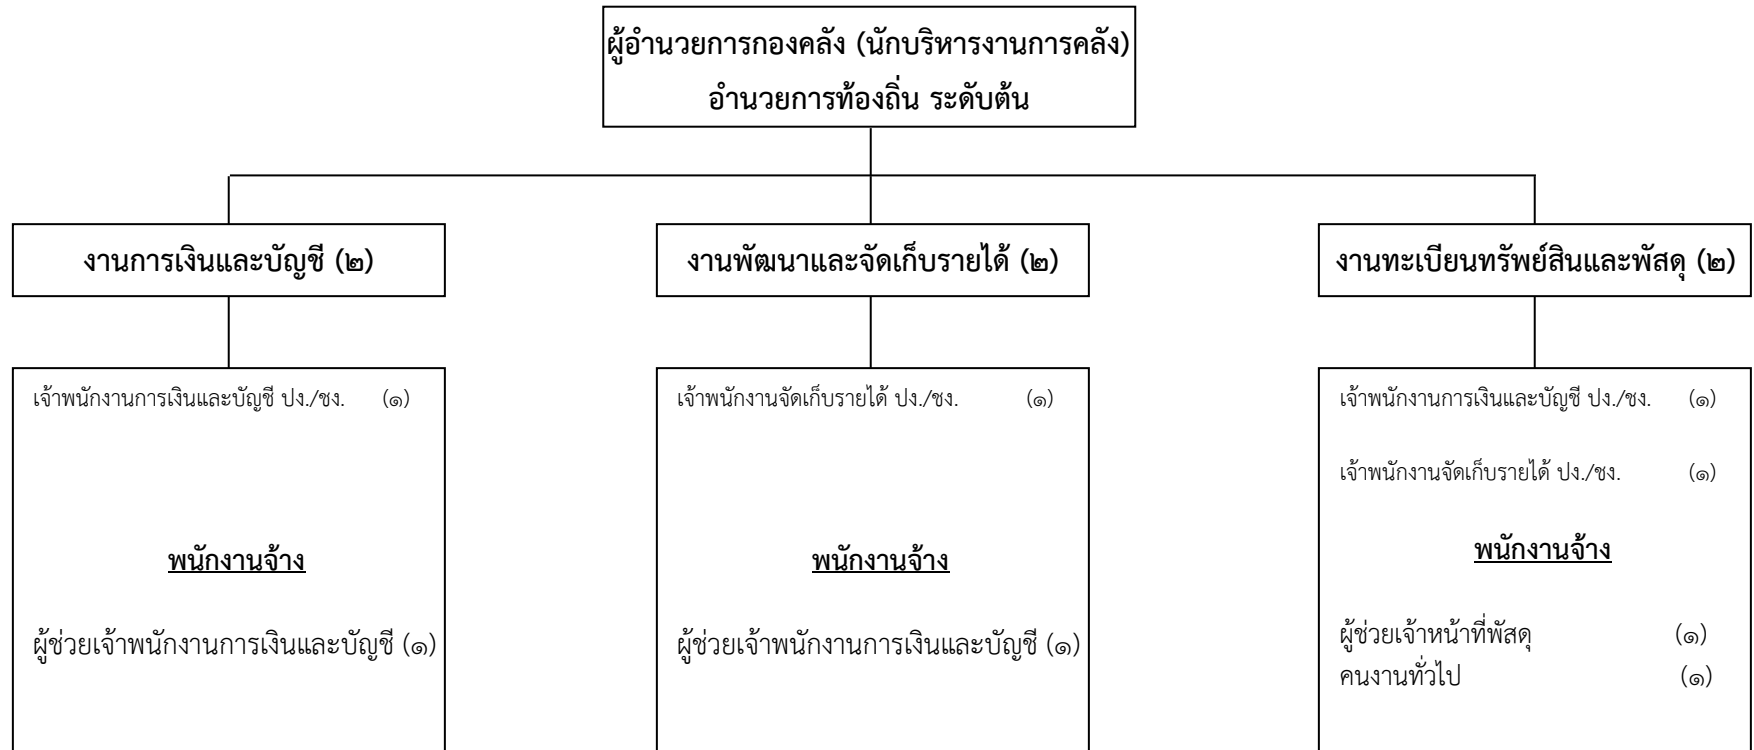 ผู้อำนวยการกองคลัง (นักบริหารงานการคลัง)
อำนวยการท้องถิ่น ระดับต้น
งานการเงินและบัญชี (๒)
งานพัฒนาและจัดเก็บรายได้ (๒)
งานทะเบียนทรัพย์สินและพัสดุ (๒)
เจ้าพนักงานการเงินและบัญชี ปง./ชง. (๑)
พนักงานจ้าง
ผู้ช่วยเจ้าพนักงานการเงินและบัญชี (๑)
เจ้าพนักงานจัดเก็บรายได้ ปง./ชง. (๑)
พนักงานจ้าง
ผู้ช่วยเจ้าพนักงานการเงินและบัญชี (๑)
เจ้าพนักงานการเงินและบัญชี ปง./ชง. (๑)
เจ้าพนักงานจัดเก็บรายได้ ปง./ชง. (๑)
พนักงานจ้าง
ผู้ช่วยเจ้าหน้าที่พัสดุ (๑)
คนงานทั่วไป (๑)